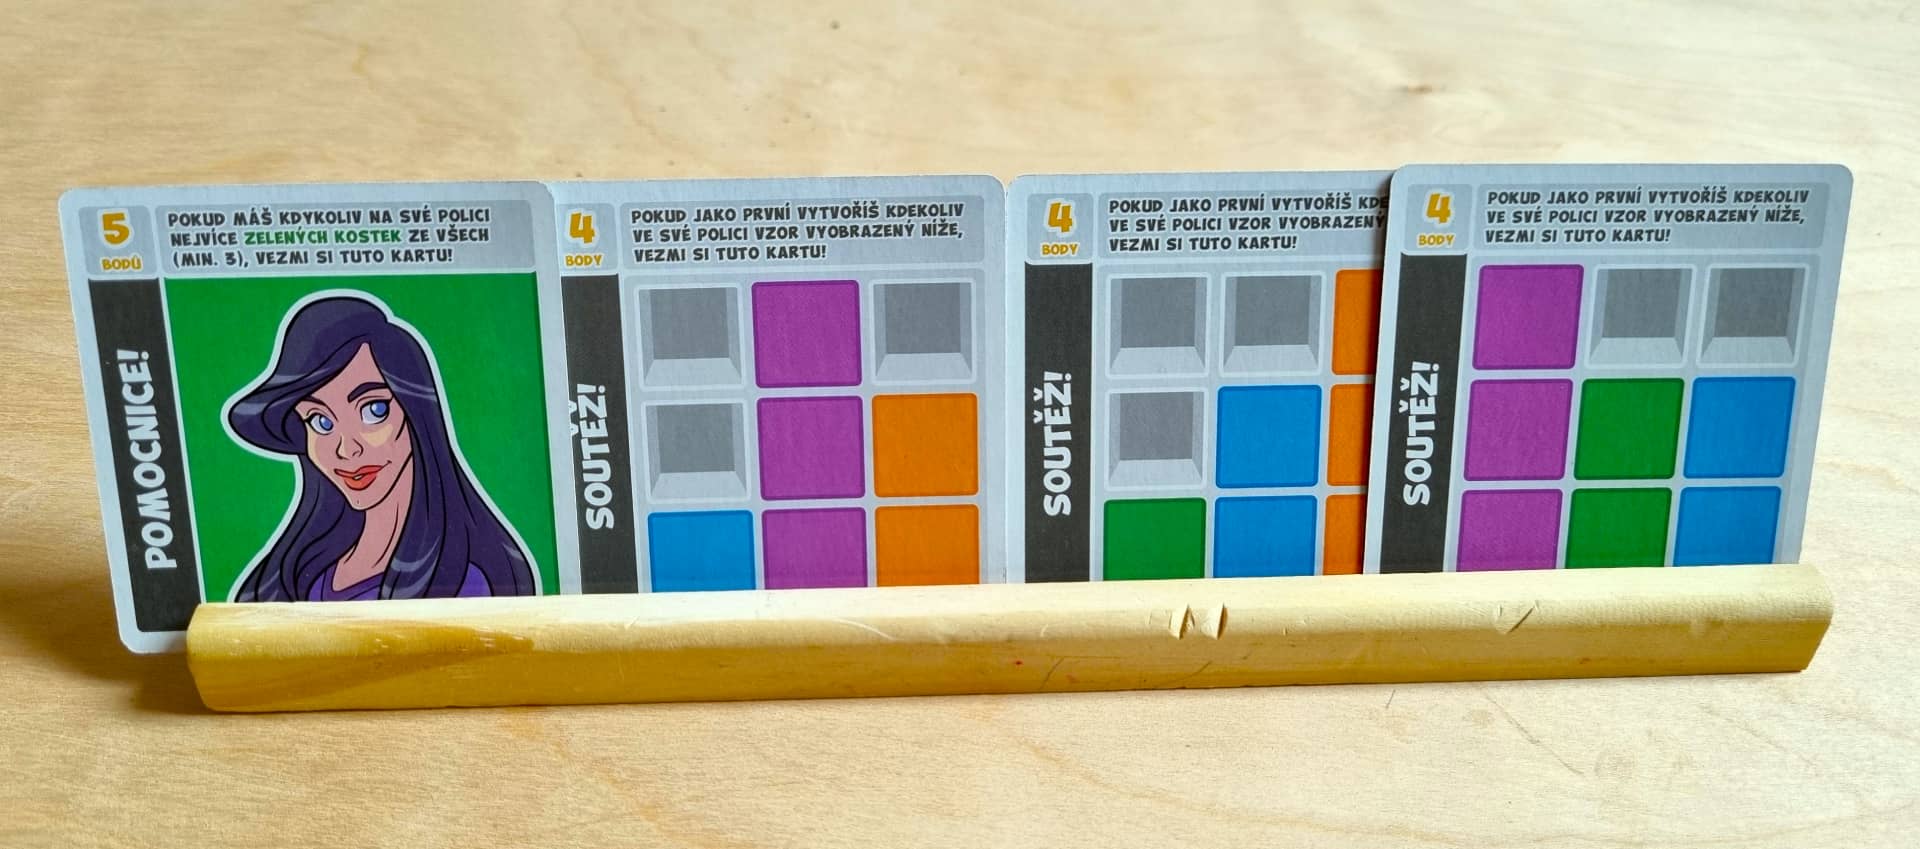 5
BODŮ
POKUD MÁŠ KDYKOLIV NA SVÉ POLICI
NEJVÍCE ZELENÝCH KOSTEK ZE VŠECH
(MIN. 3), VEZMI SI TUTO KARTU!
POMOCNICE!
4
BODY
POKUD JAKO PRVNÍ VYTVOŘÍŠ KDEKOLIV
VE SVÉ POLICI VZOR VYOBRAZENÝ NÍŽE,
VEZMI SI TUTO KARTU!
SOUTĚŽ!
4
BODY
POKUD JAKO PRVNÍ VYTVOŘÍŠ KDE
VE SVÉ POLICI VZOR VYOBRAZENÝ
VEZMI SI TUTO KARTU!
SOUTĚŽ!
4
BODY
POKUD JAKO PRVNÍ VYTVOŘÍŠ KDEKOLIV
VE SVÉ POLICI VZOR VYOBRAZENÝ NÍŽE,
VEZMI SI TUTO KARTU!
SOUTĚŽ!